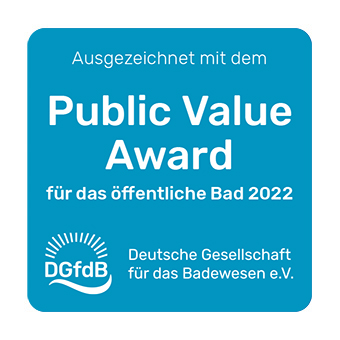 Ausgezeichnet mit dem
Public Value
Award
für das öffentliche Bad 2022
DGfdB
Deutsche Gesellschaft
für das Badewesen e.V.